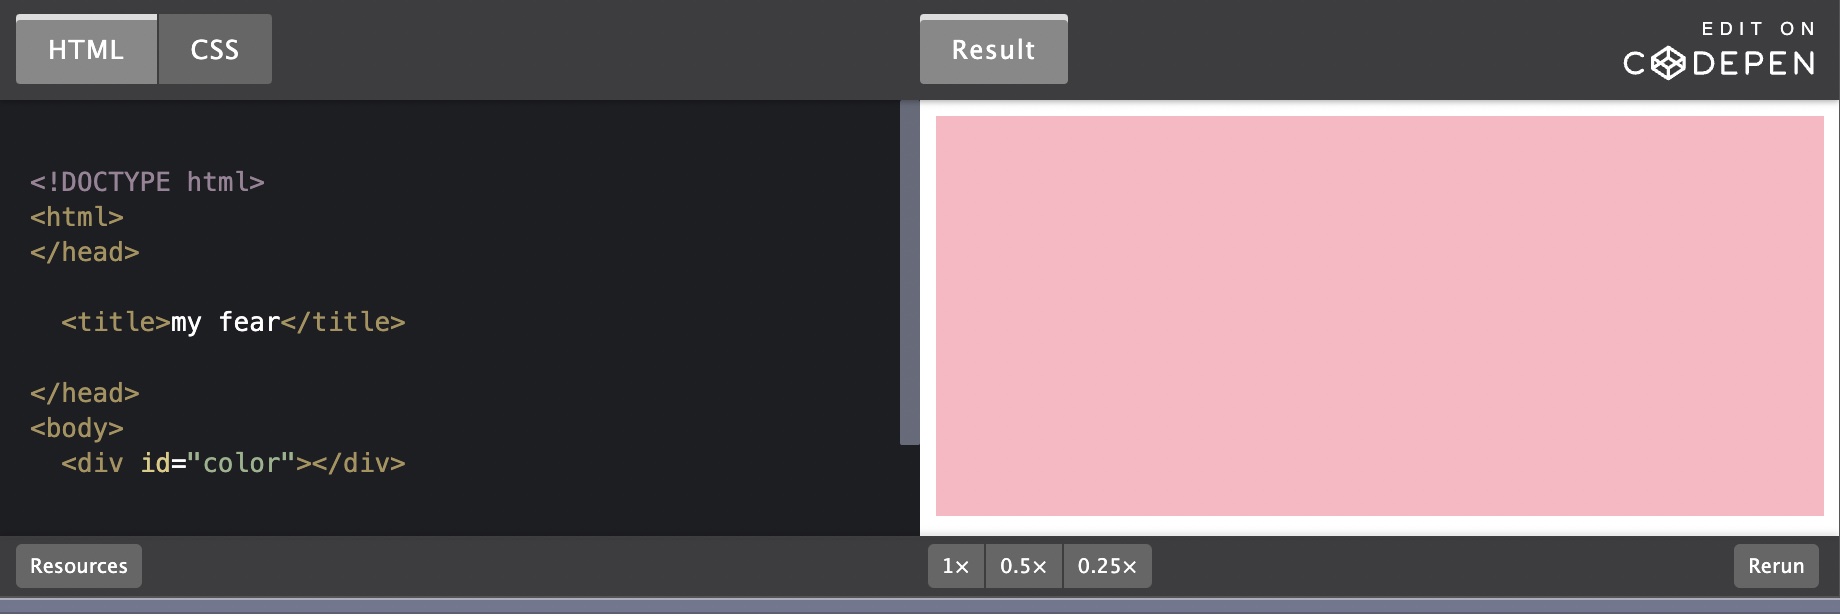 HTML CSS Result EDIT ON
CODEPEN
<!DOCTYPE html>
<html>
</head>
<title>my fear</title>
</head>
<body>
<div id="color"></div>
Resources 1× 0.5× 0.25× Rerun